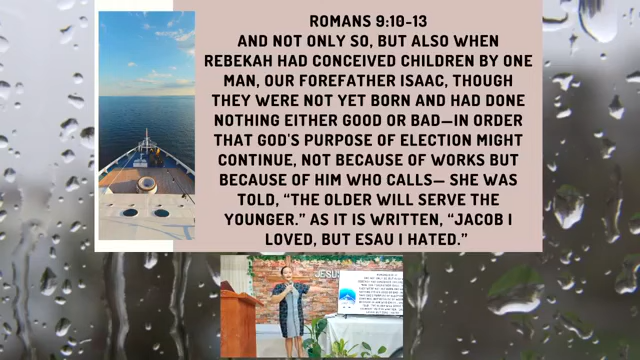 ROMANS 9:10-13
AND NOT ONLY SO, BUT ALSO WHEN
REBEKAH HAD CONCEIVED CHILDREN BY ONE
MAN, OUR FOREFATHER ISAAC, THOUGH
THEY WERE NOT YET BORN AND HAD DONE
NOTHING EITHER GOOD OR BAD—IN ORDER
THAT GOD'S PURPOSE OF ELECTION MIGHT
CONTINUE, NOT BECAUSE OF WORKS BUT
BECAUSE OF HIM WHO CALLS— SHE WAS
TOLD, “THE OLDER WILL SERVE THE
YOUNGER.” AS IT IS WRITTEN, “JACOB I
LOVED, BUT ESAU I HATED.”
JESUS